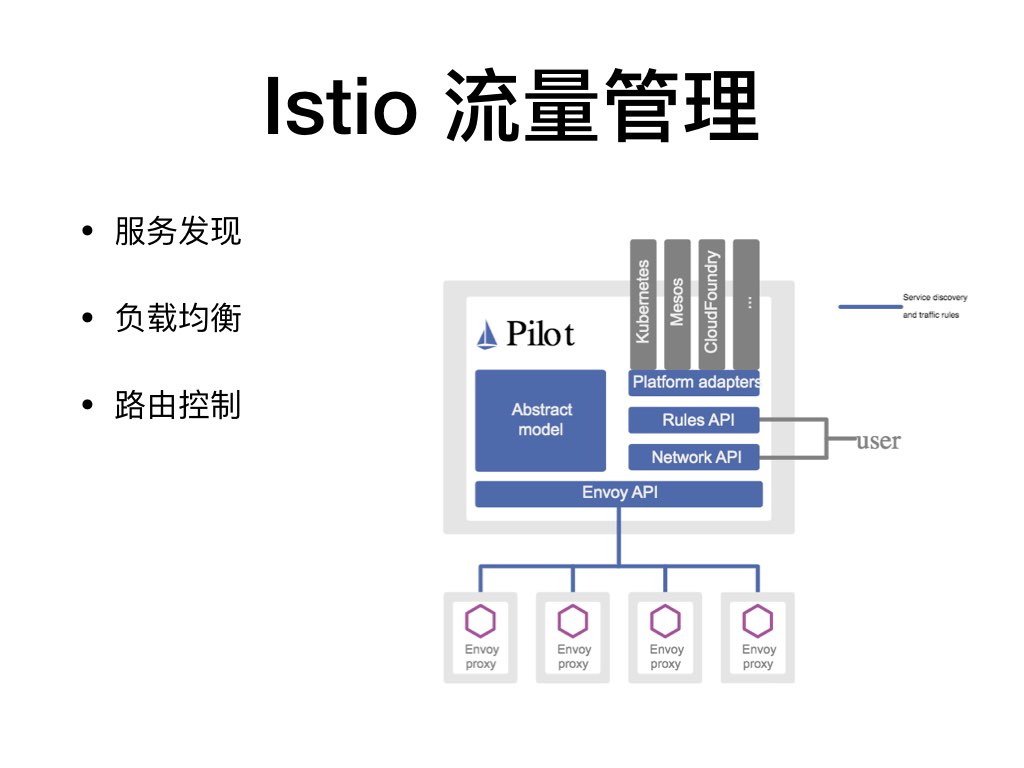 Istio 流量管理
• 服务发现
• 负载均衡
• 路由控制
Kubernetes
Mesos
CloudFoundry
...
Service discovery
and traffic rules
Pilot
Abstract
model
Platform adapters
Rules API
Network API
user
Envoy API
Envoy
proxy
Envoy
proxy
Envoy
proxy
Envoy
proxy